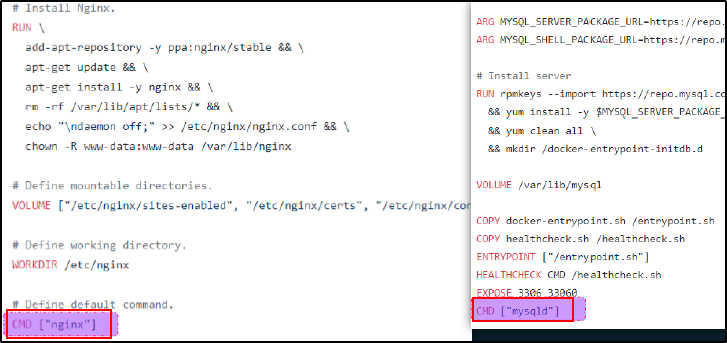 # Install Nginx.
RUN \
add-apt-repository -y ppa:nginx/stable && \
apt-get update && \
apt-get install -y nginx && \
rm -rf /var/lib/apt/lists/* && \
echo "\ndaemon off;" >> /etc/nginx/nginx.conf && \
chown -R www-data:www-data /var/lib/nginx
# Define mountable directories.
VOLUME ["/etc/nginx/sites-enabled", "/etc/nginx/certs", "/etc/nginx/con
# Define working directory.
WORKDIR /etc/nginx
# Define default command.
CMD ["nginx"]
ARG MYSQL_SERVER_PACKAGE_URL=https://repo.
ARG MYSQL_SHELL_PACKAGE_URL=https://repo.m
# Install server
RUN rpmkeys --import https://repo.mysql.co
&& yum install -y $MYSQL_SERVER_PACKAGE_
&& yum clean all \
&& mkdir /docker-entrypoint-initdb.d
VOLUME /var/lib/mysql
COPY docker-entrypoint.sh /entrypoint.sh
COPY healthcheck.sh /healthcheck.sh
ENTRYPOINT ["/entrypoint.sh"]
HEALTHCHECK CMD /healthcheck.sh
EXPOSE 3306 33060
CMD ["mysqld"]